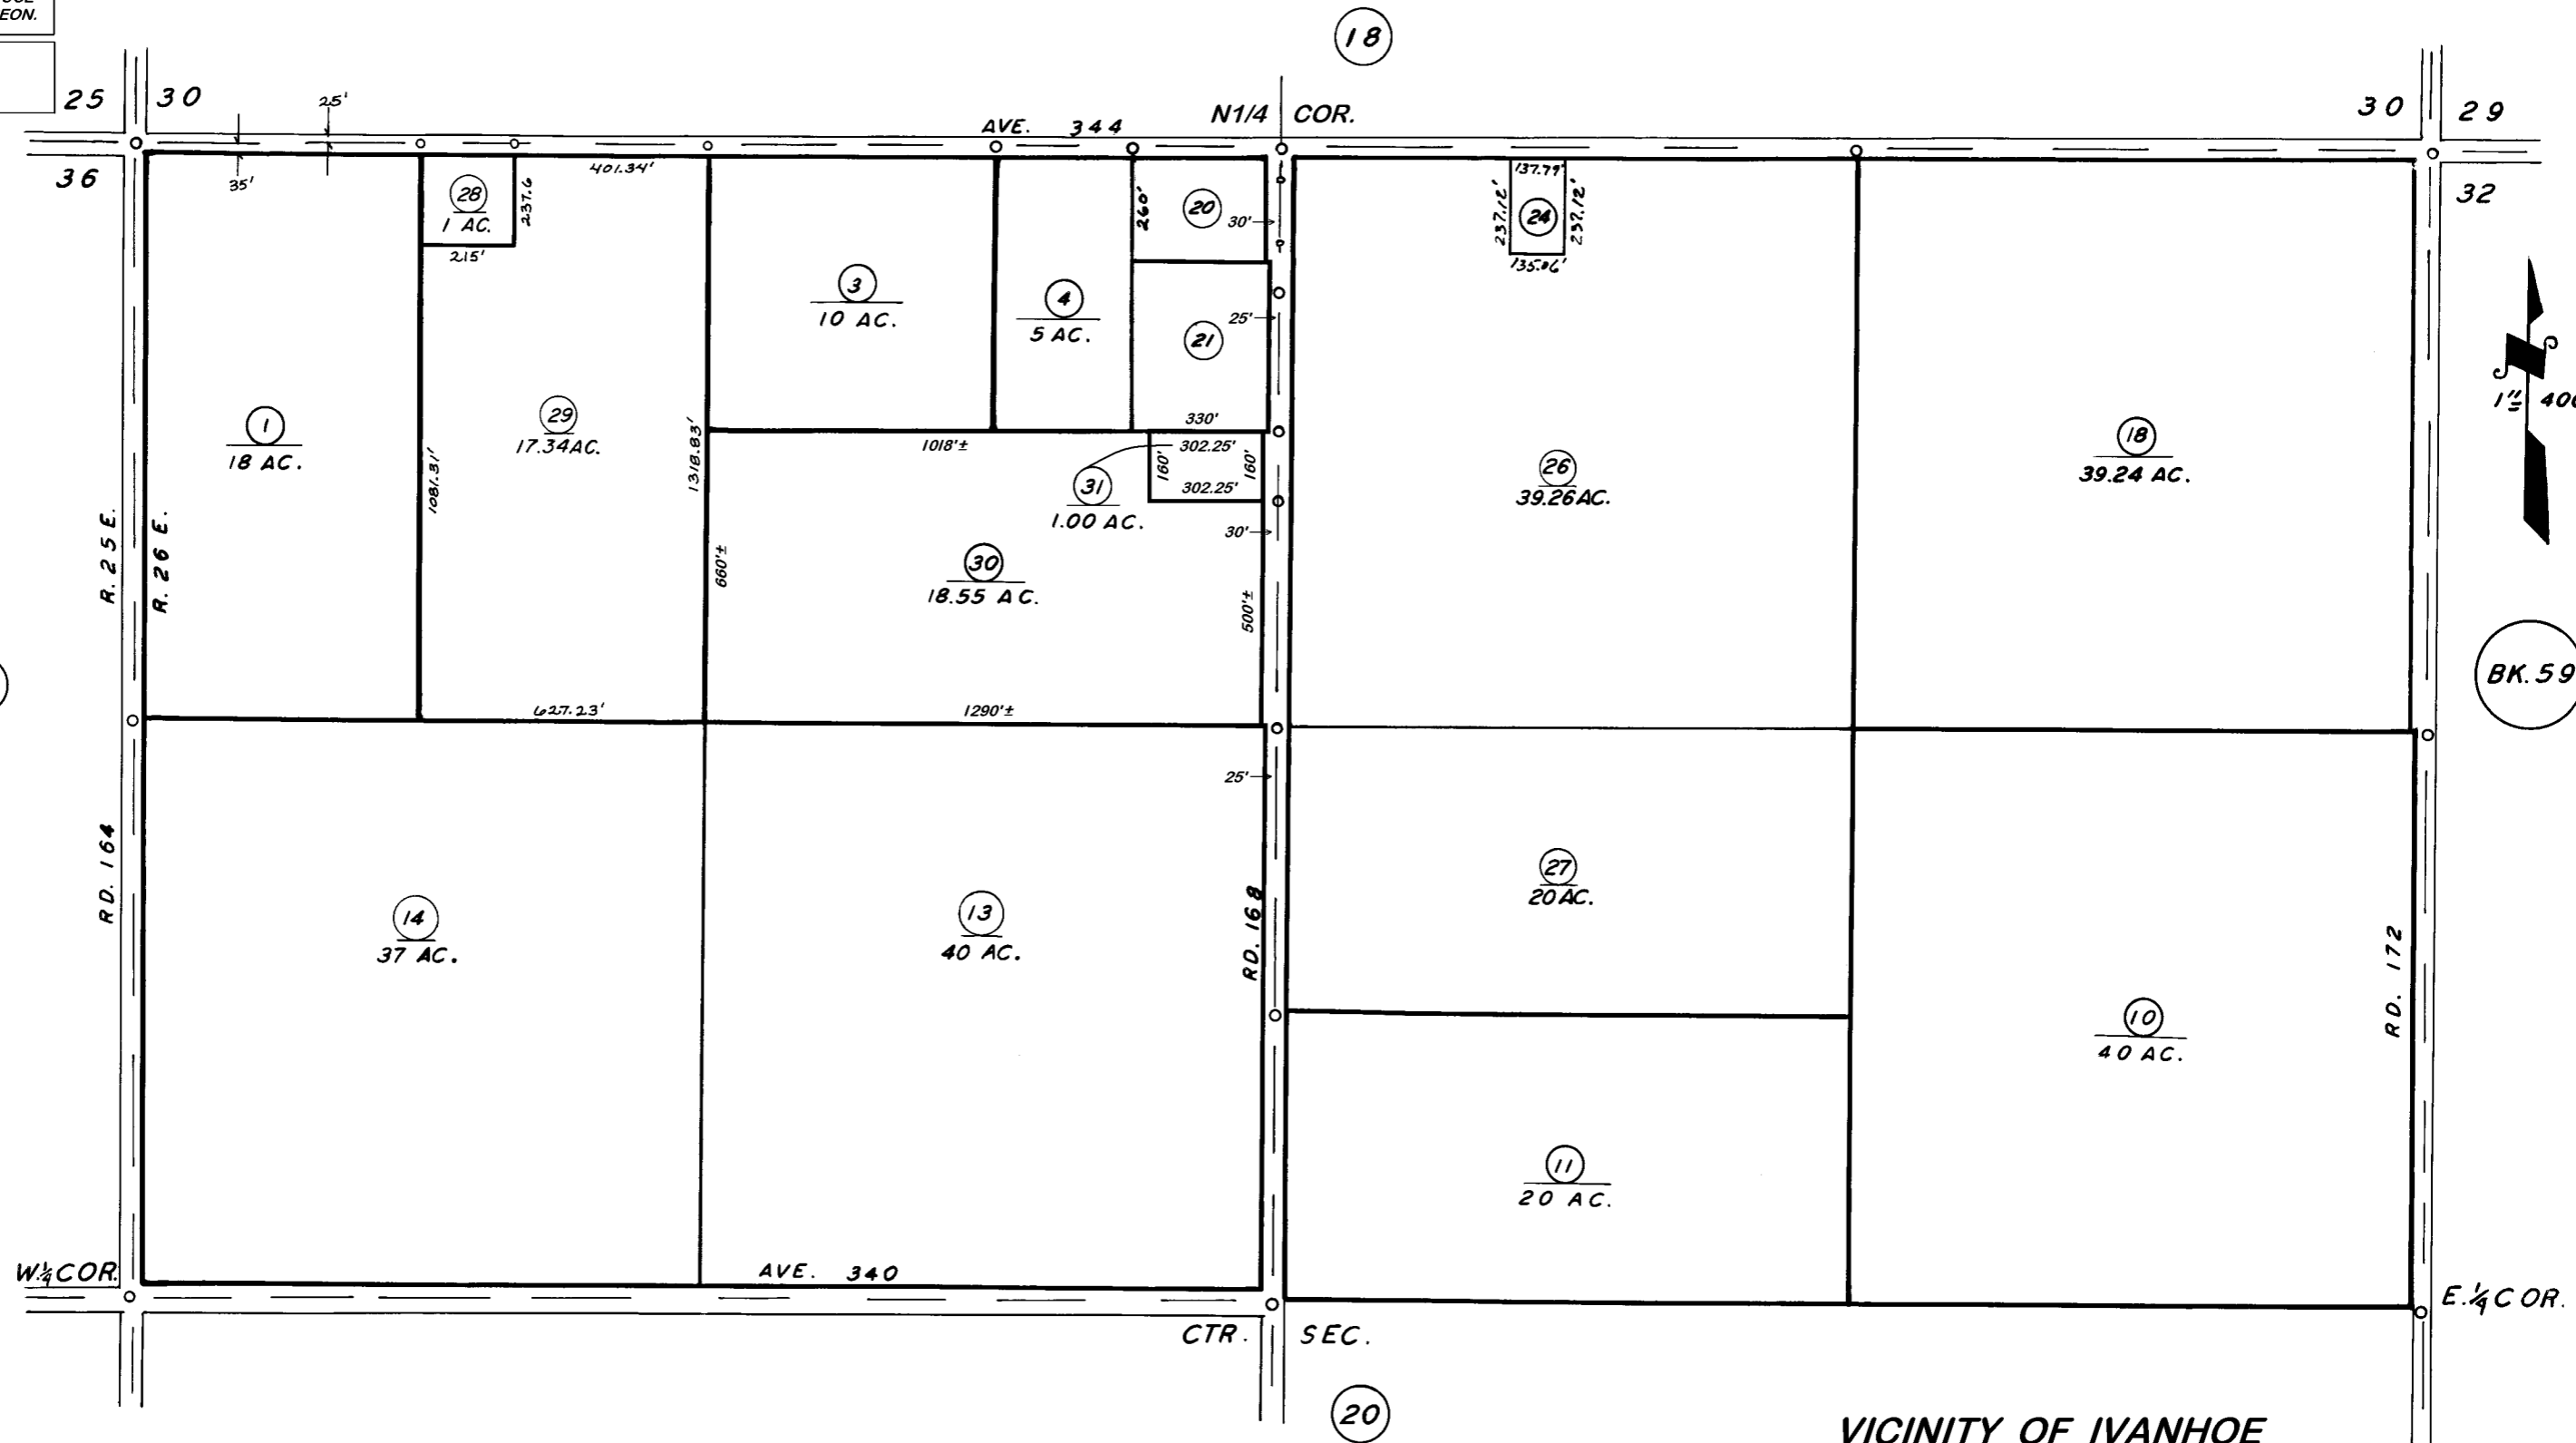 EON.
18
25 30
25'
AVE. 344
N1/4 COR.
30 29
36
35'
28
1 AC.
237.6
215'
401.34'
260'
20
30'
137.79'
237.12'
24
237.12'
135.06'
32
3
10 AC.
4
5 AC.
25'
21
330'
1" = 400
1
18 AC.
29
17.34AC.
1081.31'
1318.83'
1018'±
302.25'
160'
160'
302.25'
31
1.00 AC.
30'
26
39.26AC.
18
39.24 AC.
R. 25 E.
R. 26 E.
660'±
30
18.55 AC.
500'±
627.23'
1290'±
BK. 59
25'
RD. 164
14
37 AC.
13
40 AC.
RD. 168
27
20AC.
10
40 AC.
RD. 172
11
20 AC.
W.1/4 COR.
AVE. 340
E.1/4 COR.
CTR. SEC.
20
VICINITY OF IVANHOE